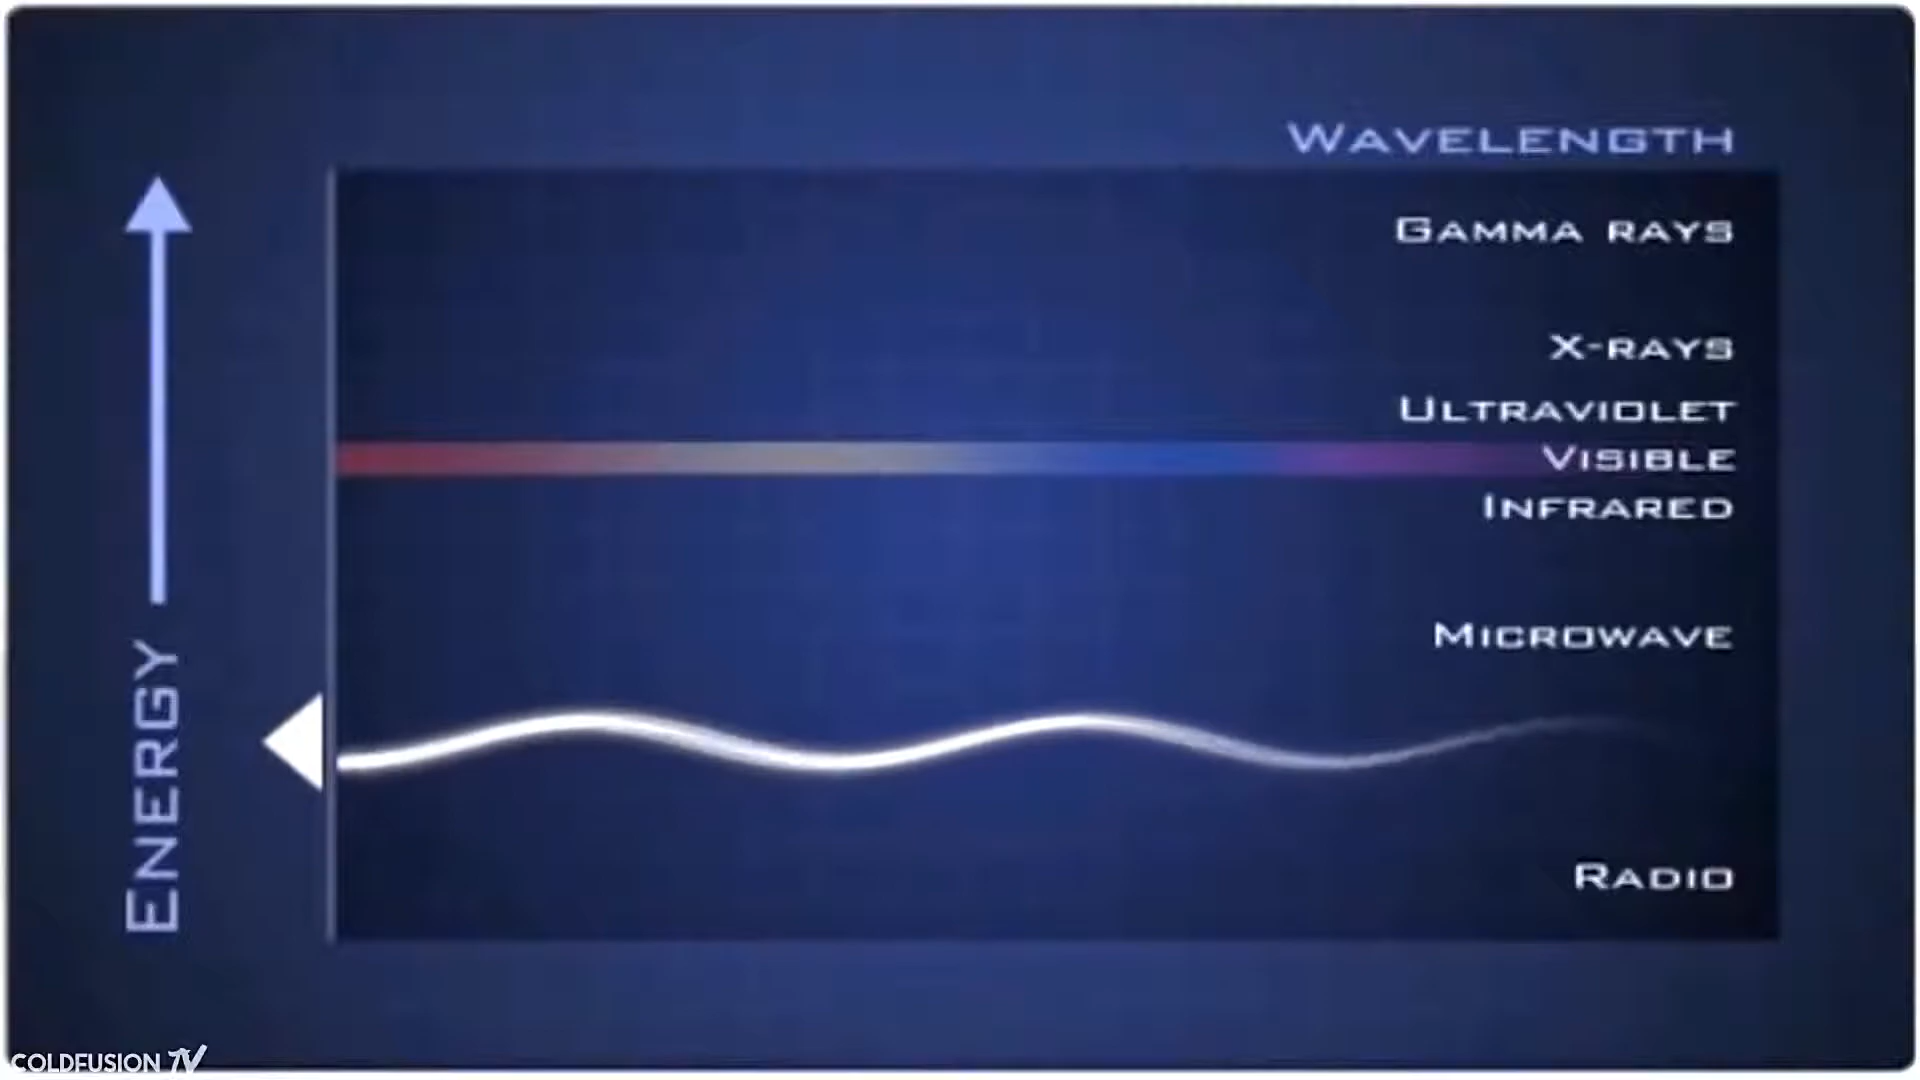 WAVELENGTH
GAMMA RAYS
X-RAYS
ULTRAVIOLET
VISIBLE
INFRARED
MICROWAVE
RADIO
ENERGY
COLDFUSION TV